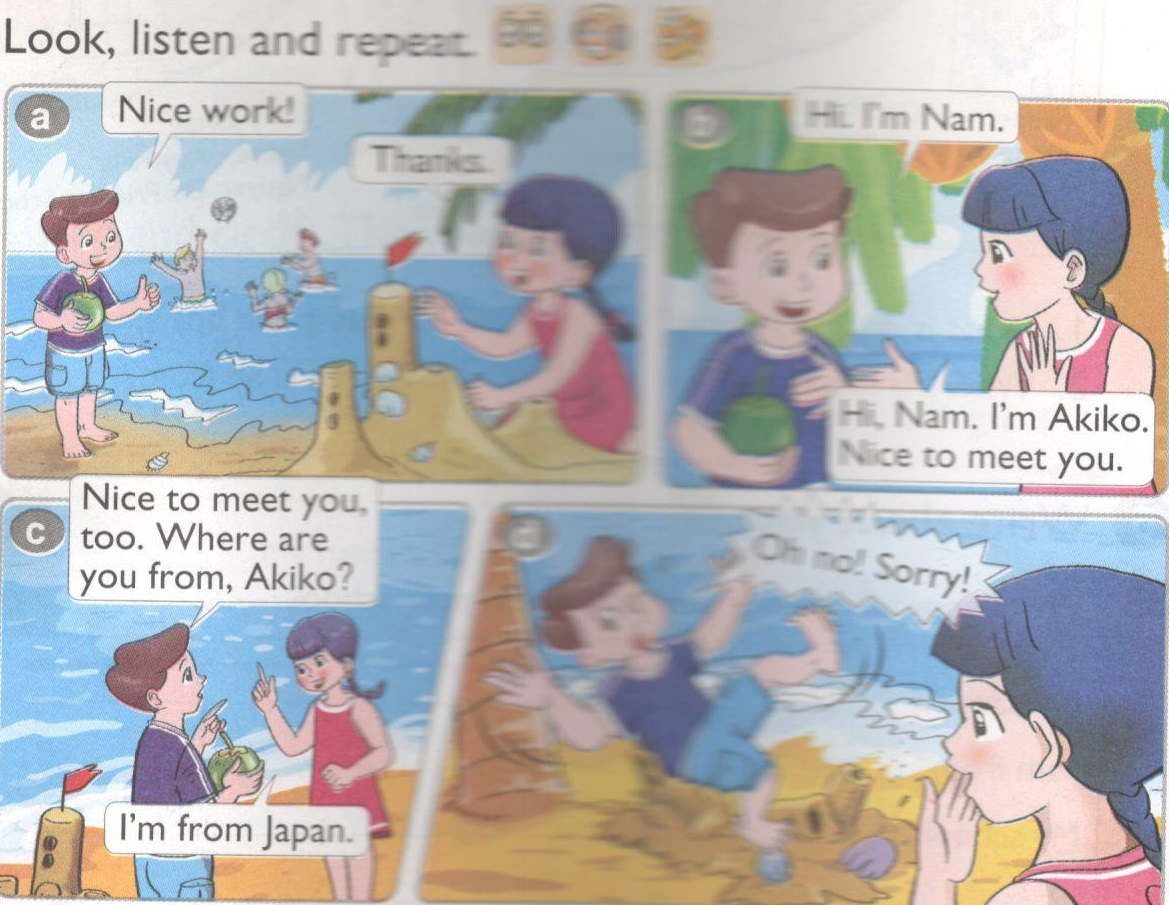 Look, listen and repeat.
a
Nice work!
Thanks.
b
Hi. I'm Nam.
Hi, Nam. I'm Akiko.
Nice to meet you.
c
Nice to meet you,
too. Where are
you from, Akiko?
I'm from Japan.
d
Oh no! Sorry!